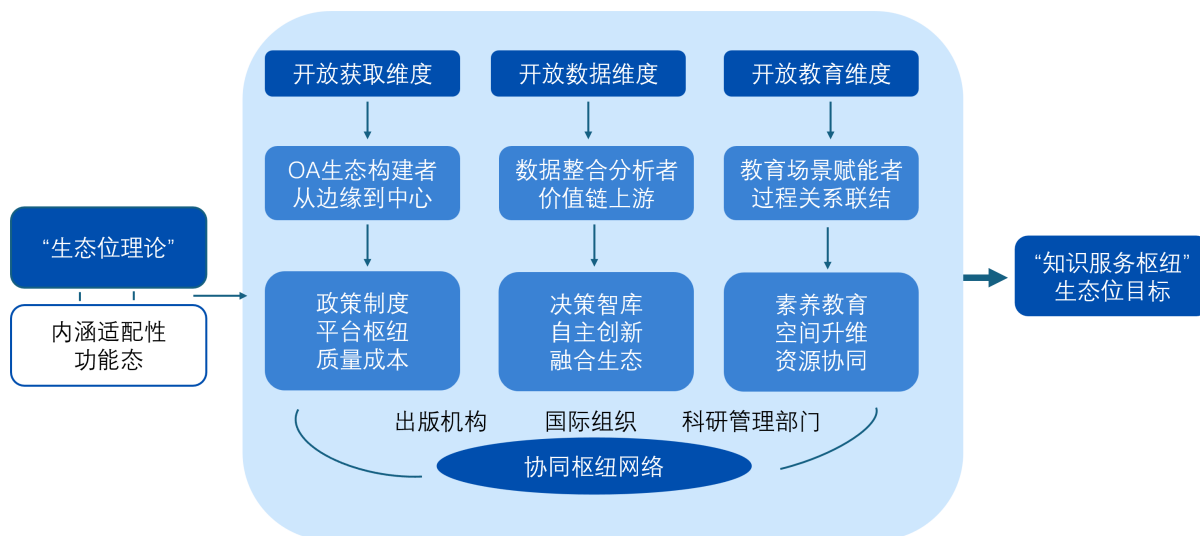 开放获取维度
开放数据维度
开放教育维度
OA生态构建者
从边缘到中心
数据整合分析者
价值链上游
教育场景赋能者
过程关系联结
“生态位理论”
内涵适配性
功能态
政策制度
平台枢纽
质量成本
决策智库
自主创新
融合生态
素养教育
空间升维
资源协同
“知识服务枢纽”
生态位目标
出版机构
国际组织
科研管理部门
协同枢纽网络